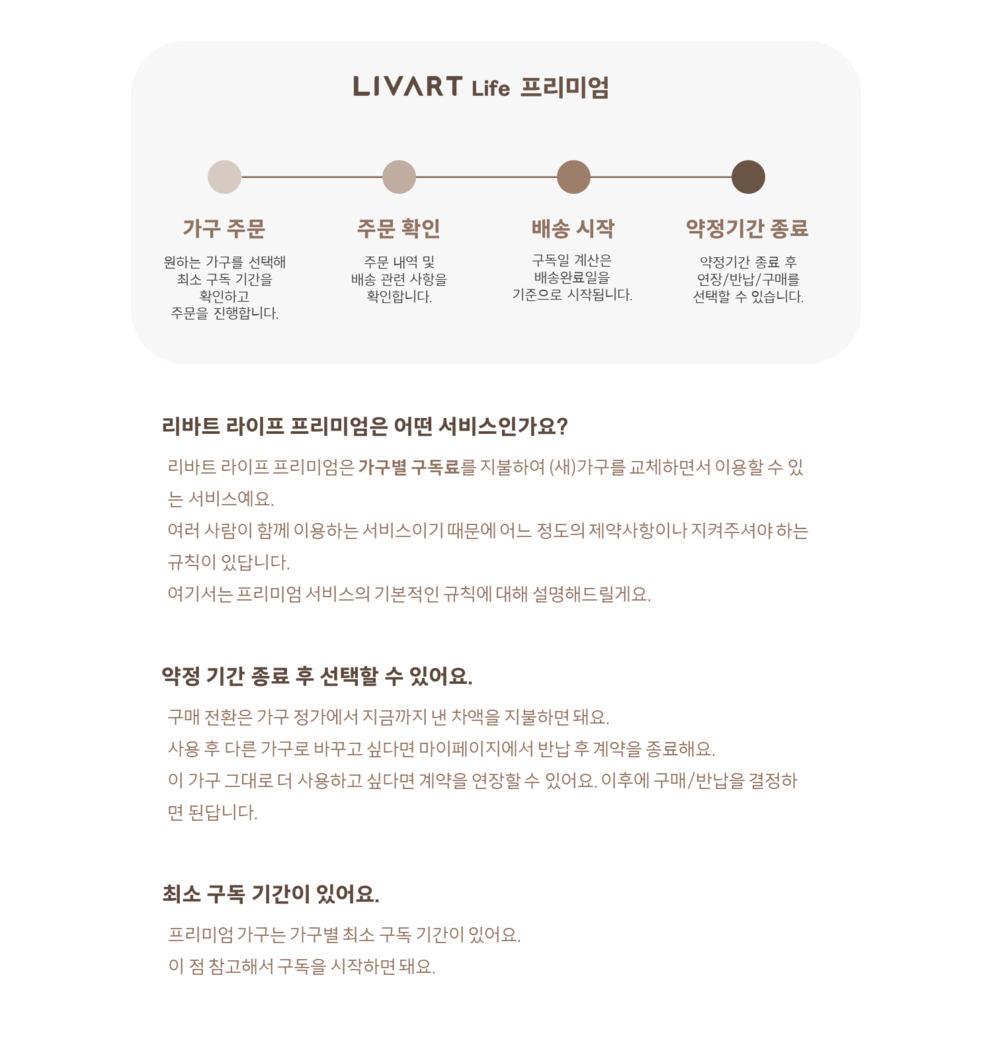 LIVART Life 프리미엄
가구 주문
원하는 가구를 선택해
최소 구독 기간을
확인하고
주문을 진행합니다.
주문 확인
주문 내역 및
배송 관련 사항을
확인합니다.
배송 시작
구독일 계산은
배송완료일을
기준으로 시작됩니다.
약정기간 종료
약정기간 종료 후
연장/반납/구매를
선택할 수 있습니다.
리바트 라이프 프리미엄은 어떤 서비스인가요?
리바트 라이프 프리미엄은 가구별 구독료를 지불하여 (새)가구를 교체하면서 이용할 수 있
는 서비스예요.
여러 사람이 함께 이용하는 서비스이기 때문에 어느 정도의 제약사항이나 지켜주셔야 하는
규칙이 있답니다.
여기서는 프리미엄 서비스의 기본적인 규칙에 대해 설명해드릴게요.
약정 기간 종료 후 선택할 수 있어요.
구매 전환은 가구 정가에서 지금까지 낸 차액을 지불하면 돼요.
사용 후 다른 가구로 바꾸고 싶다면 마이페이지에서 반납 후 계약을 종료해요.
이 가구 그대로 더 사용하고 싶다면 계약을 연장할 수 있어요. 이후에 구매/반납을 결정하
면 된답니다.
최소 구독 기간이 있어요.
프리미엄 가구는 가구별 최소 구독 기간이 있어요.
이 점 참고해서 구독을 시작하면 돼요.